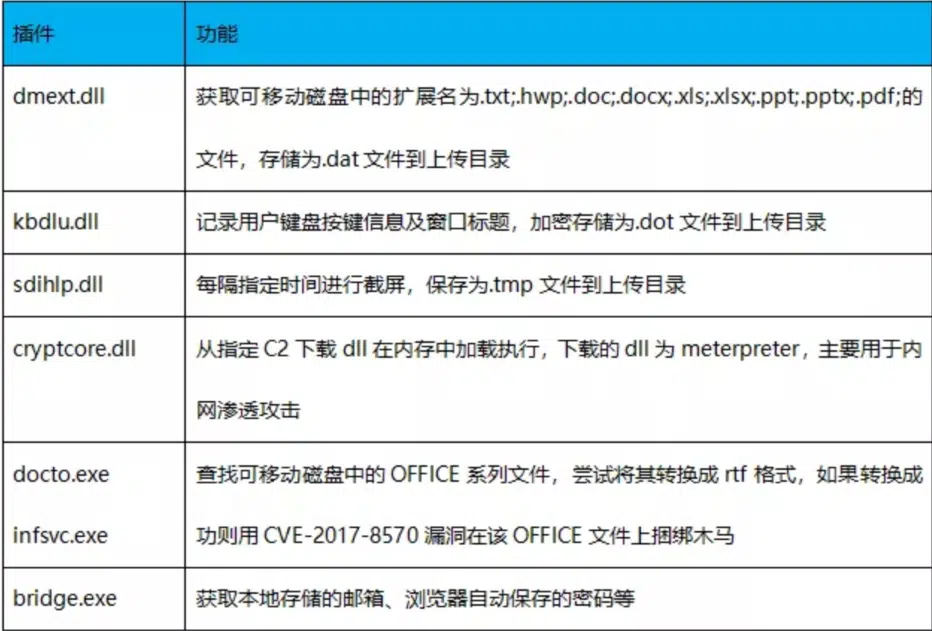 插件 功能
dmext.dll 获取可移动磁盘中的扩展名为.txt;.hwp;.doc;.docx;.xls;.xlsx;.ppt;.pptx;.pdf;的
文件，存储为.dat 文件到上传目录
kbdlu.dll 记录用户键盘按键信息及窗口标题，加密存储为.dot 文件到上传目录
sdihlp.dll 每隔指定时间进行截屏，保存为.tmp 文件到上传目录
cryptcore.dll 从指定 C2 下载 dll 在内存中加载执行，下载的 dll 为 meterpreter，主要用于内
网渗透攻击
docto.exe 查找可移动磁盘中的 OFFICE 系列文件，尝试将其转换成 rtf 格式，如果转换成
infsvc.exe 功则用 CVE-2017-8570 漏洞在该 OFFICE 文件上捆绑木马
bridge.exe 获取本地存储的邮箱、浏览器自动保存的密码等